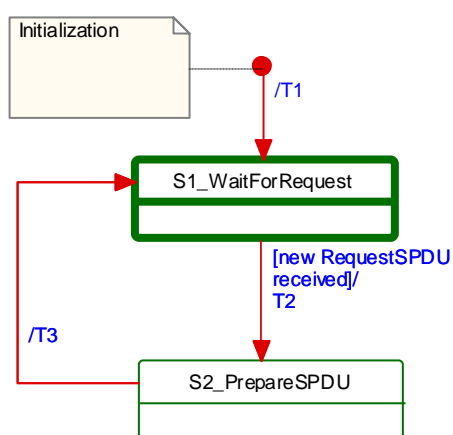 Initialization
/T1
S1_WaitForRequest
[new RequestSPDU
received]/
T2
/T3
S2_PrepareSPDU